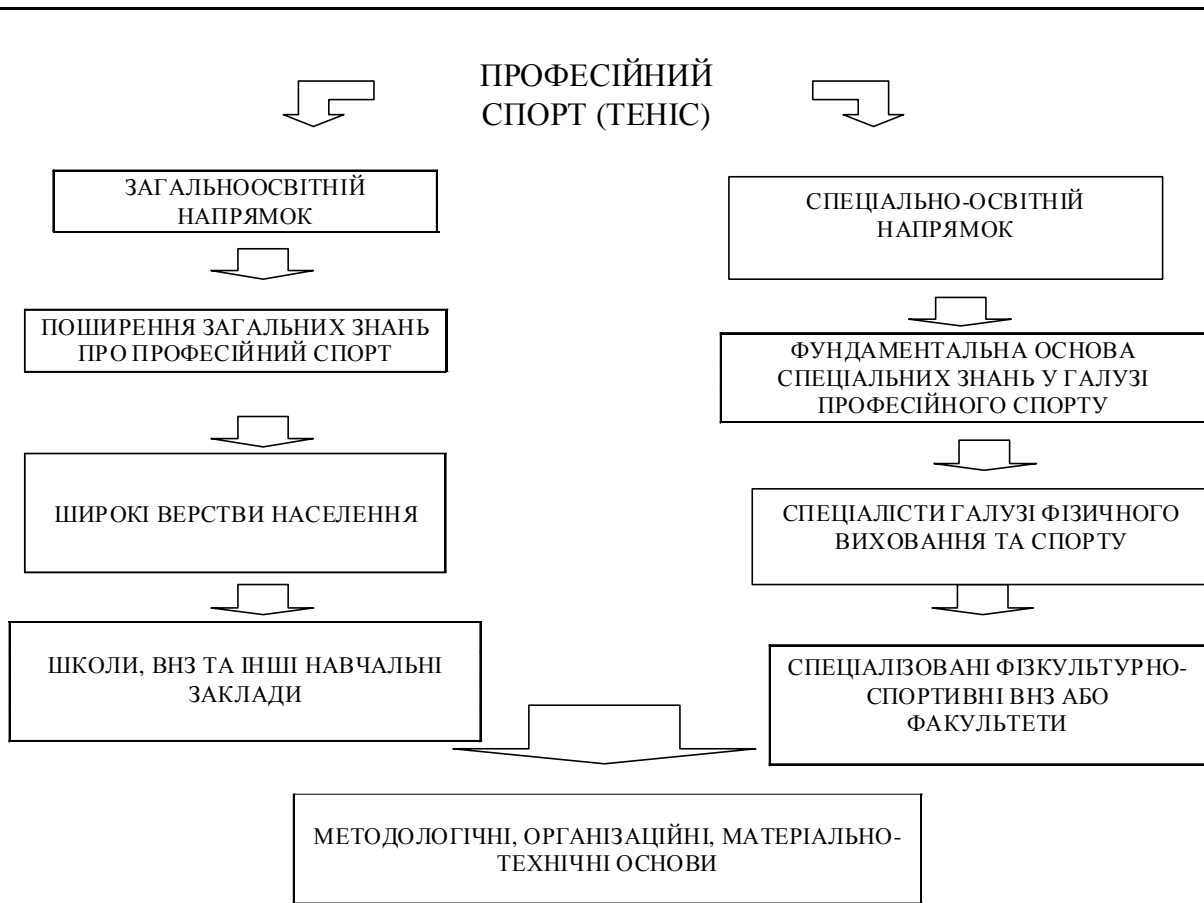 ПРОФЕСІЙНИЙ
СПОРТ (ТЕНІС)
ЗАГАЛЬНООСВІТНІЙ
НАПРЯМОК
ПОШИРЕННЯ ЗАГАЛЬНИХ ЗНАНЬ
ПРО ПРОФЕСІЙНИЙ СПОРТ
ШИРОКІ ВЕРСТВИ НАСЕЛЕННЯ
ШКОЛИ, ВНЗ ТА ІНШІ НАВЧАЛЬНІ
ЗАКЛАДИ
СПЕЦІАЛЬНО-ОСВІТНІЙ
НАПРЯМОК
ФУНДАМЕНТАЛЬНА ОСНОВА
СПЕЦІАЛЬНИХ ЗНАНЬ У ГАЛУЗІ
ПРОФЕСІЙНОГО СПОРТУ
СПЕЦІАЛІСТИ ГАЛУЗІ ФІЗИЧНОГО
ВИХОВАННЯ ТА СПОРТУ
СПЕЦІАЛІЗОВАНІ ФІЗКУЛЬТУРНО-
СПОРТИВНІ ВНЗ АБО
ФАКУЛЬТЕТИ
МЕТОДОЛОГІЧНІ, ОРГАНІЗАЦІЙНІ, МАТЕРІАЛЬНО-
ТЕХНІЧНІ ОСНОВИ